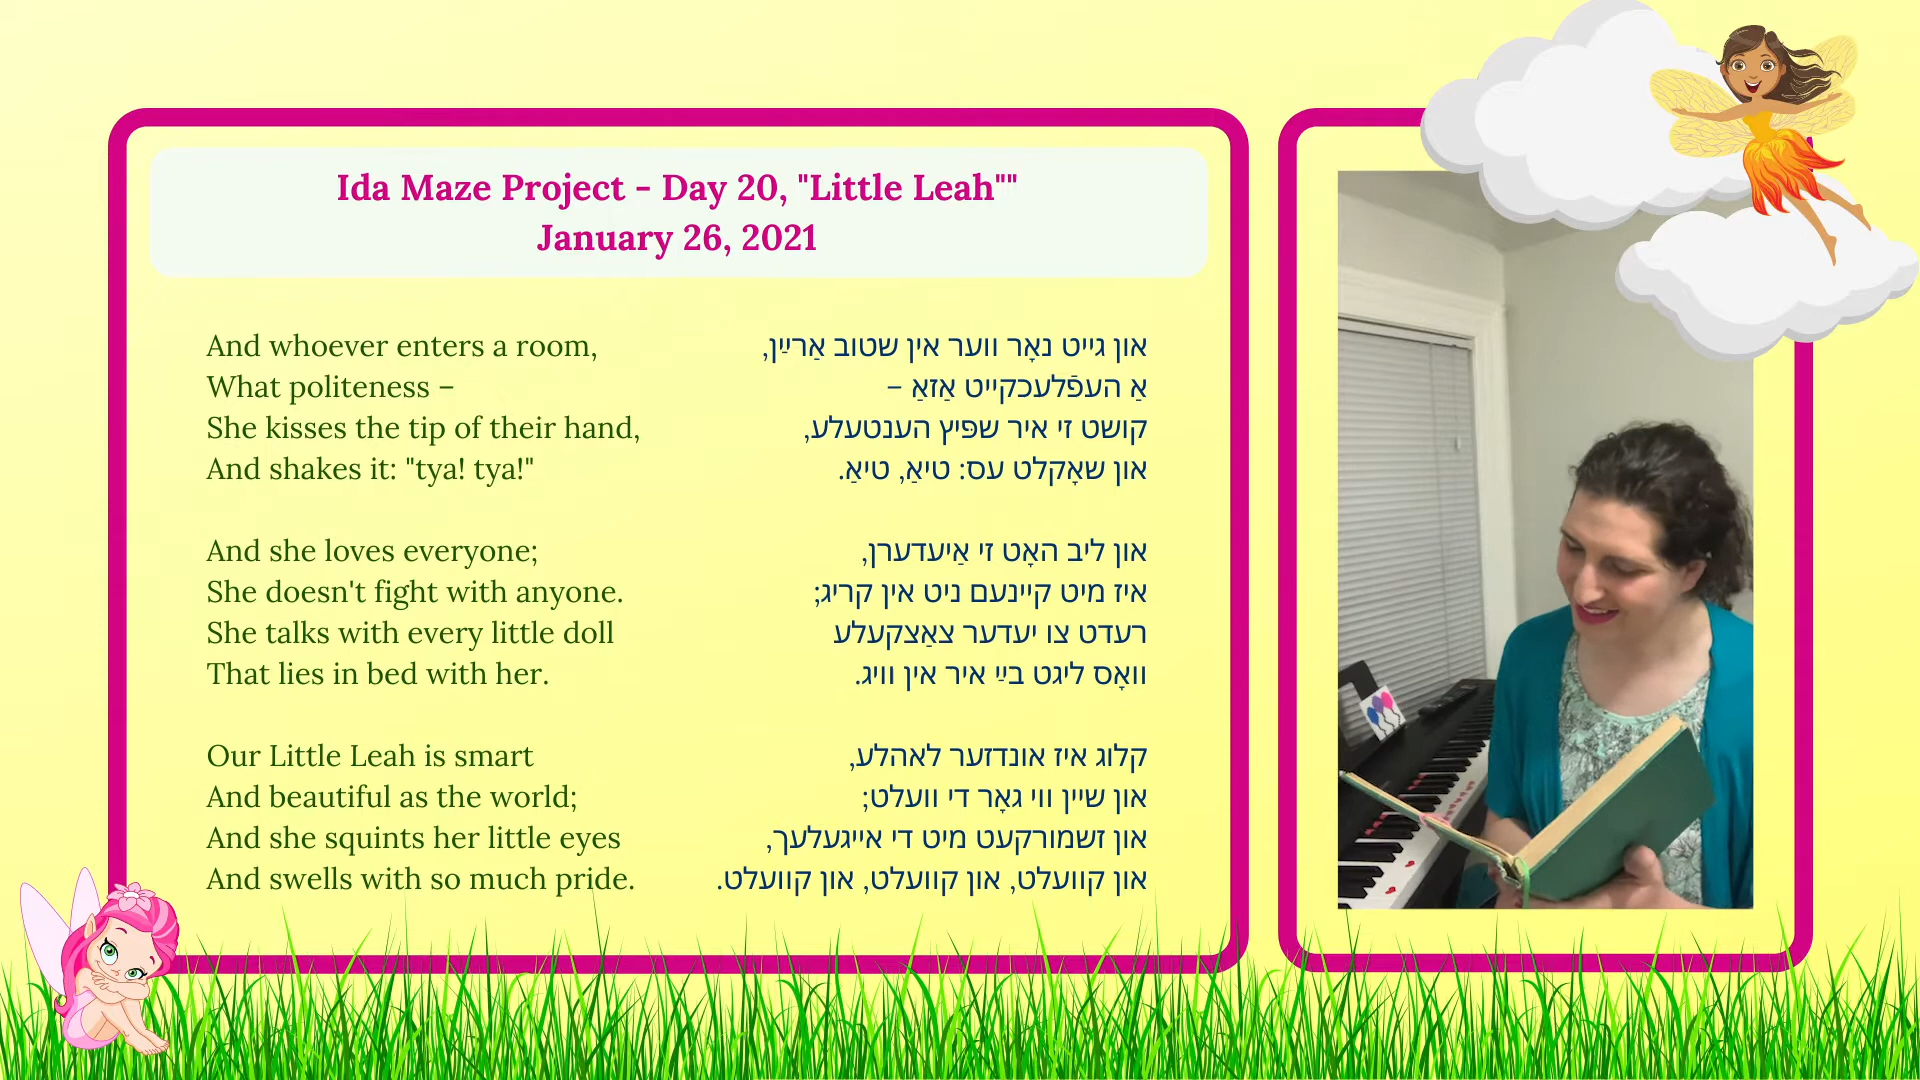 Ida Maze Project - Day 20, "Little Leah""
January 26, 2021
And whoever enters a room,
What politeness –
She kisses the tip of their hand,
And shakes it: "tya! tya!"
And she loves everyone;
She doesn't fight with anyone.
She talks with every little doll
That lies in bed with her.
Our Little Leah is smart
And beautiful as the world;
And she squints her little eyes
And swells with so much pride.
און גייט נאָר ווער אין שטוב אַרײַן,
אַ העפֿלעכקייט אַזאַ –
קושט זי איר שפּיץ הענטעלע,
און שאָקלט עס: טיאַ, טיאַ.
און ליב האָט זי אַיעדערן,
איז מיט קיינעם ניט אין קריג;
רעדט צו יעדער צאַצקעלע
וואָס ליגט בײַ איר אין וויג.
קלוג איז אונדזער לאהלע,
און שיין ווי גאָר די וועלט;
און זשמורקעט מיט די אייגעלעך,
און קוועלט, און קוועלט, און קוועלט.